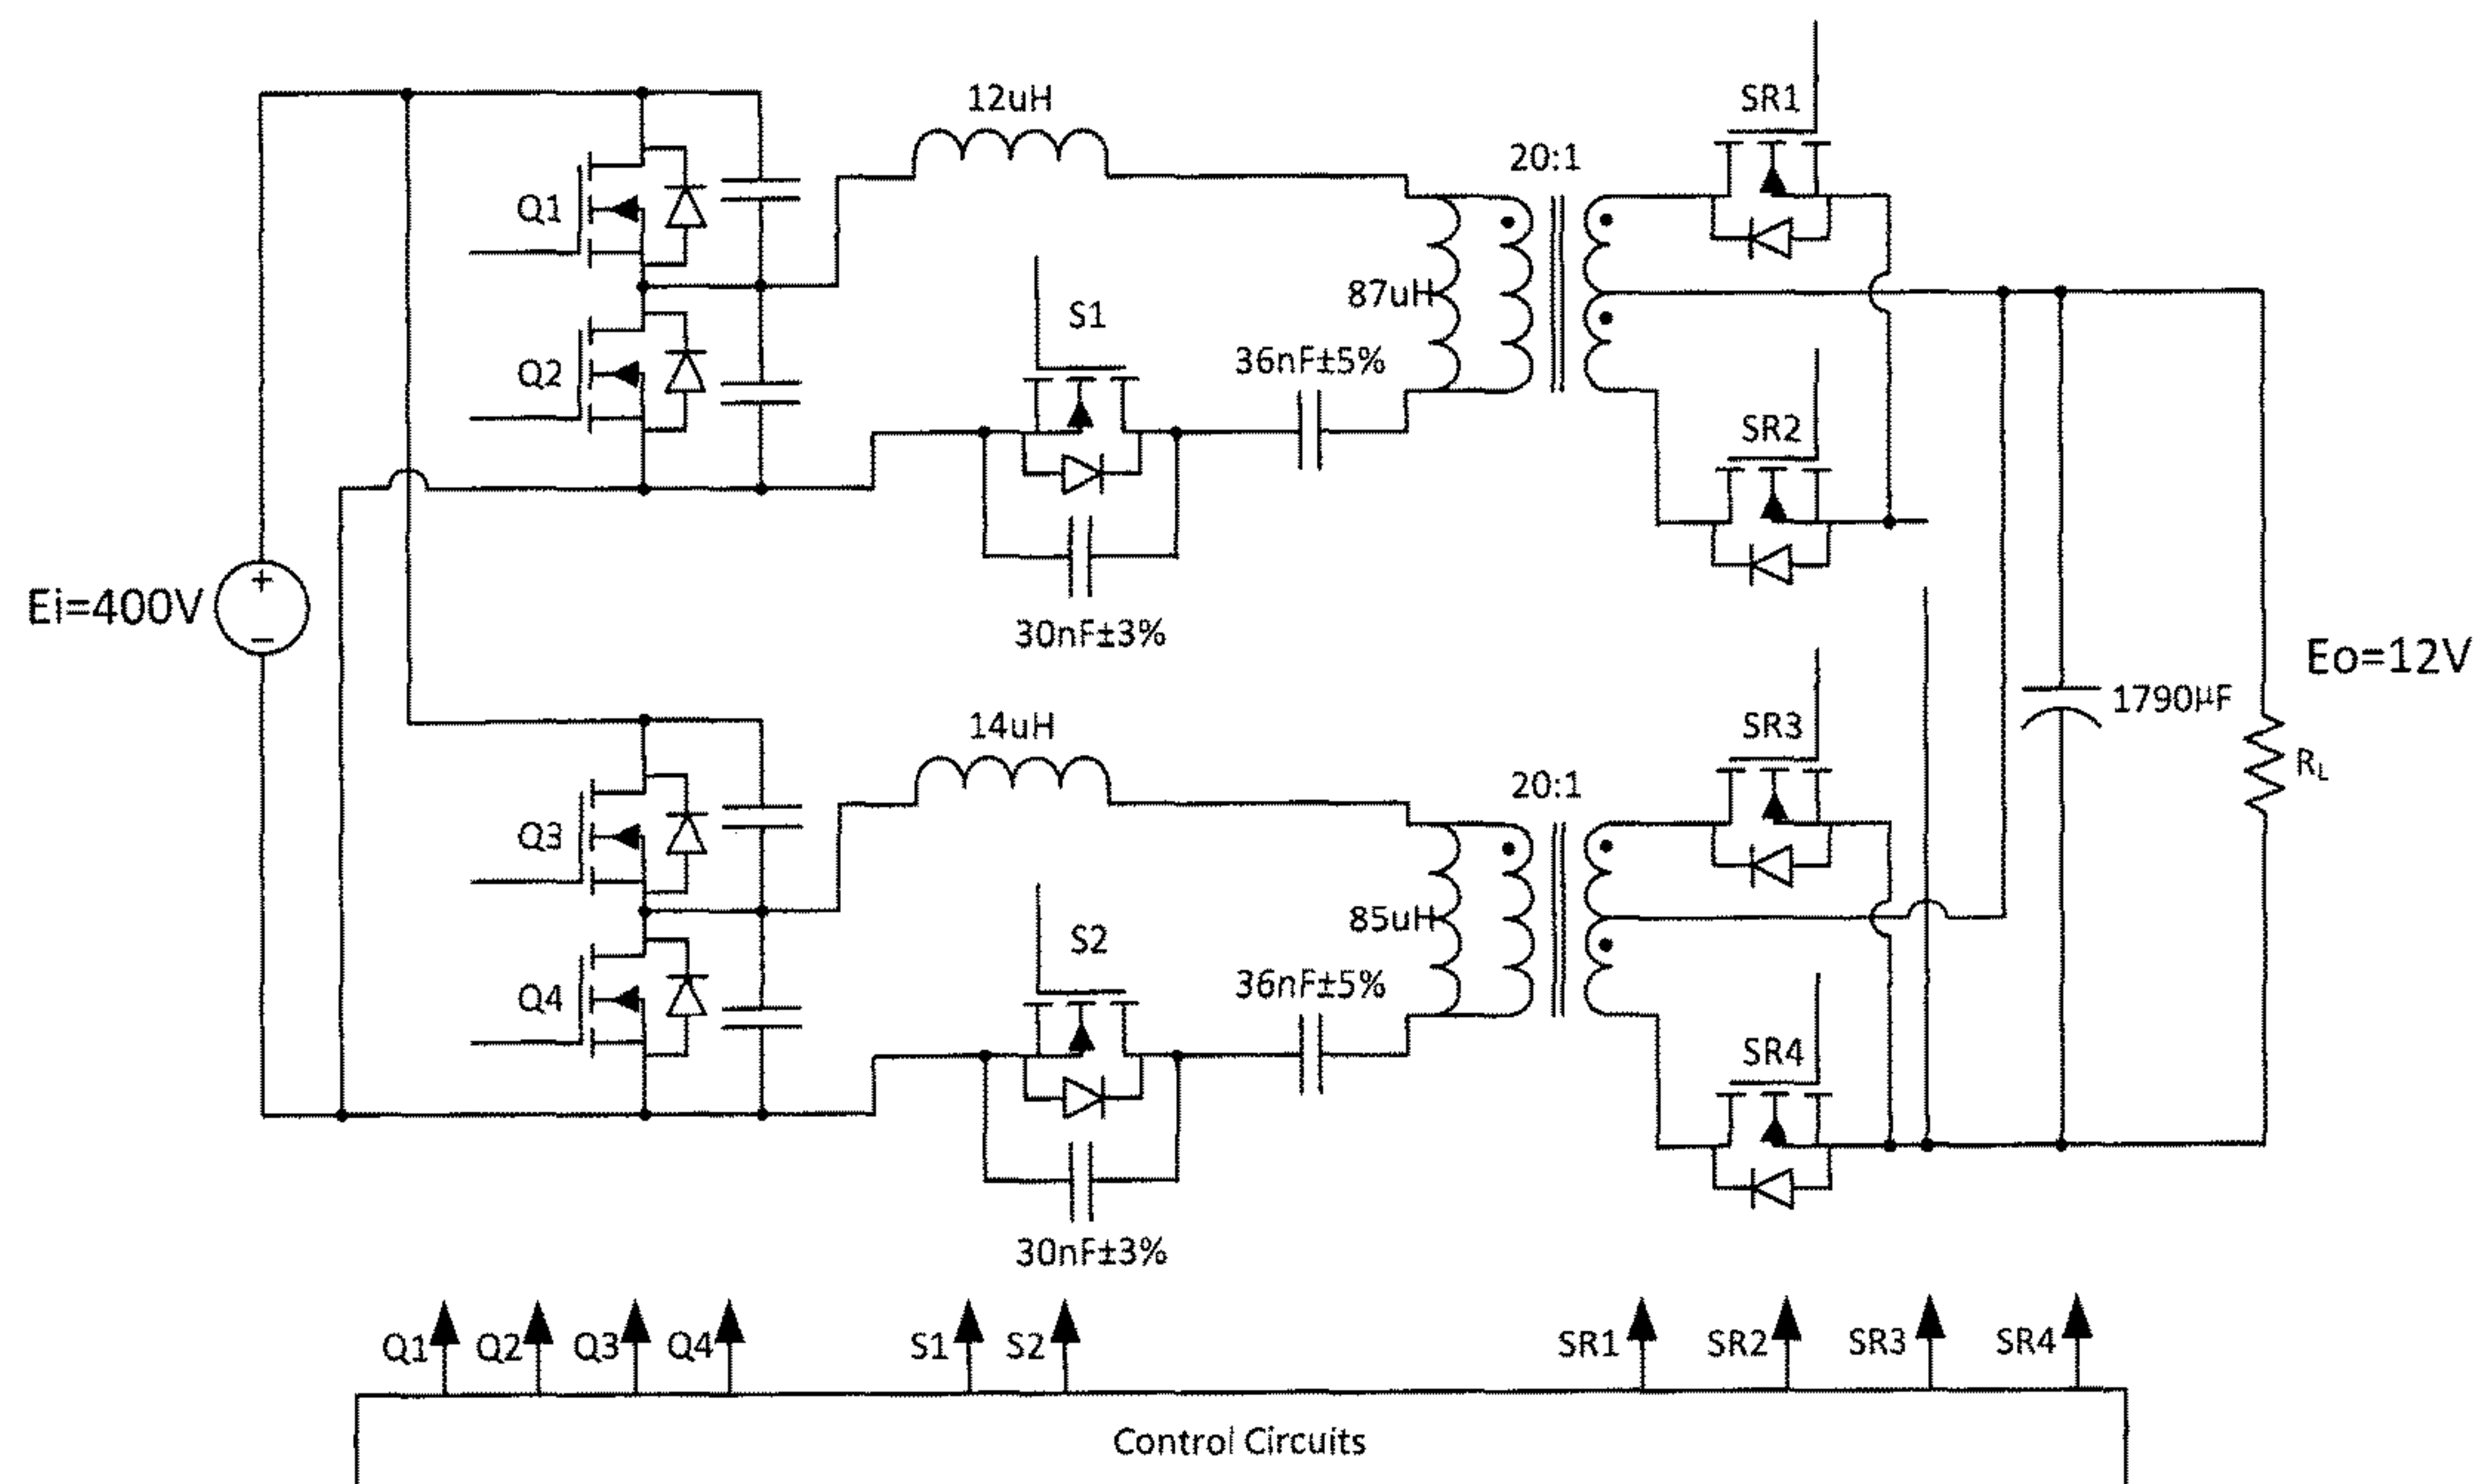 12uH
SR1
20:1
Q1
87uH
S1
36nF±5%
Q2
SR2
+
Ei=400V
−
30nF±3%
Eo=12V
14uH
20:1
SR3
1790µF
RL
Q3
85uH
S2
36nF±5%
Q4
SR4
30nF±3%
Q1 Q2 Q3 Q4 S1 S2 SR1 SR2 SR3 SR4
Control Circuits